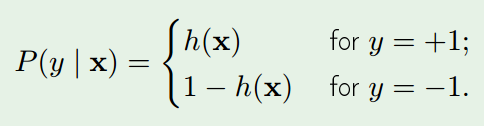 P(y | x) = { h(x) for y = +1;
1 − h(x) for y = −1.